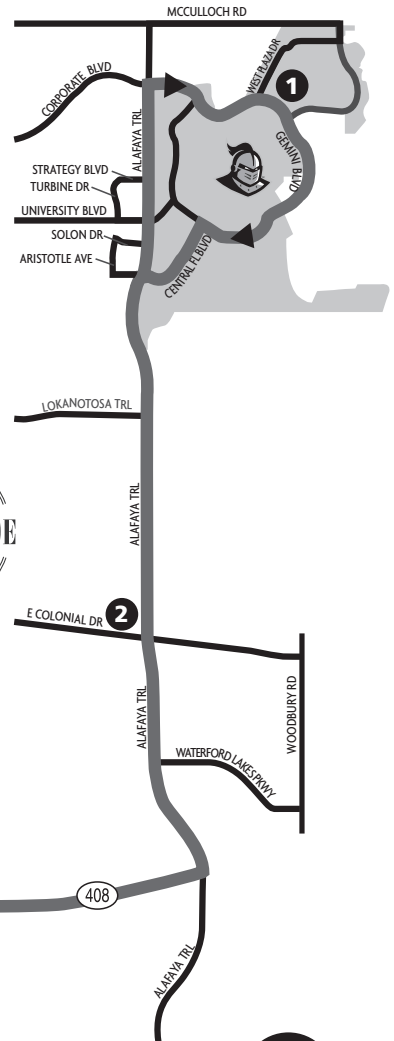 MCCULLOCH RD
CORPORATE BLVD
WEST PLAZA DR
1
ALAFAYA TRL
GEMINI BLVD
STRATEGY BLVD
TURBINE DR
UNIVERSITY BLVD
SOLON DR
ARISTOTLE AVE
CENTRAL FL BLVD
LOKANOTOSA TRL
ALAFAYA TRL
E COLONIAL DR
2
ALAFAYA TRL
WOODBURY RD
WATERFORD LAKES PKWY
408
ALAFAYA TRL